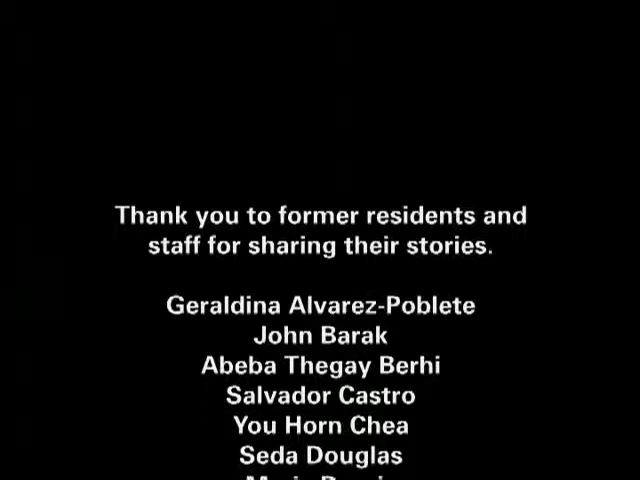 Thank you to former residents and
staff for sharing their stories.
Geraldina Alvarez-Poblete
John Barak
Abeba Thegay Berhi
Salvador Castro
You Horn Chea
Seda Douglas